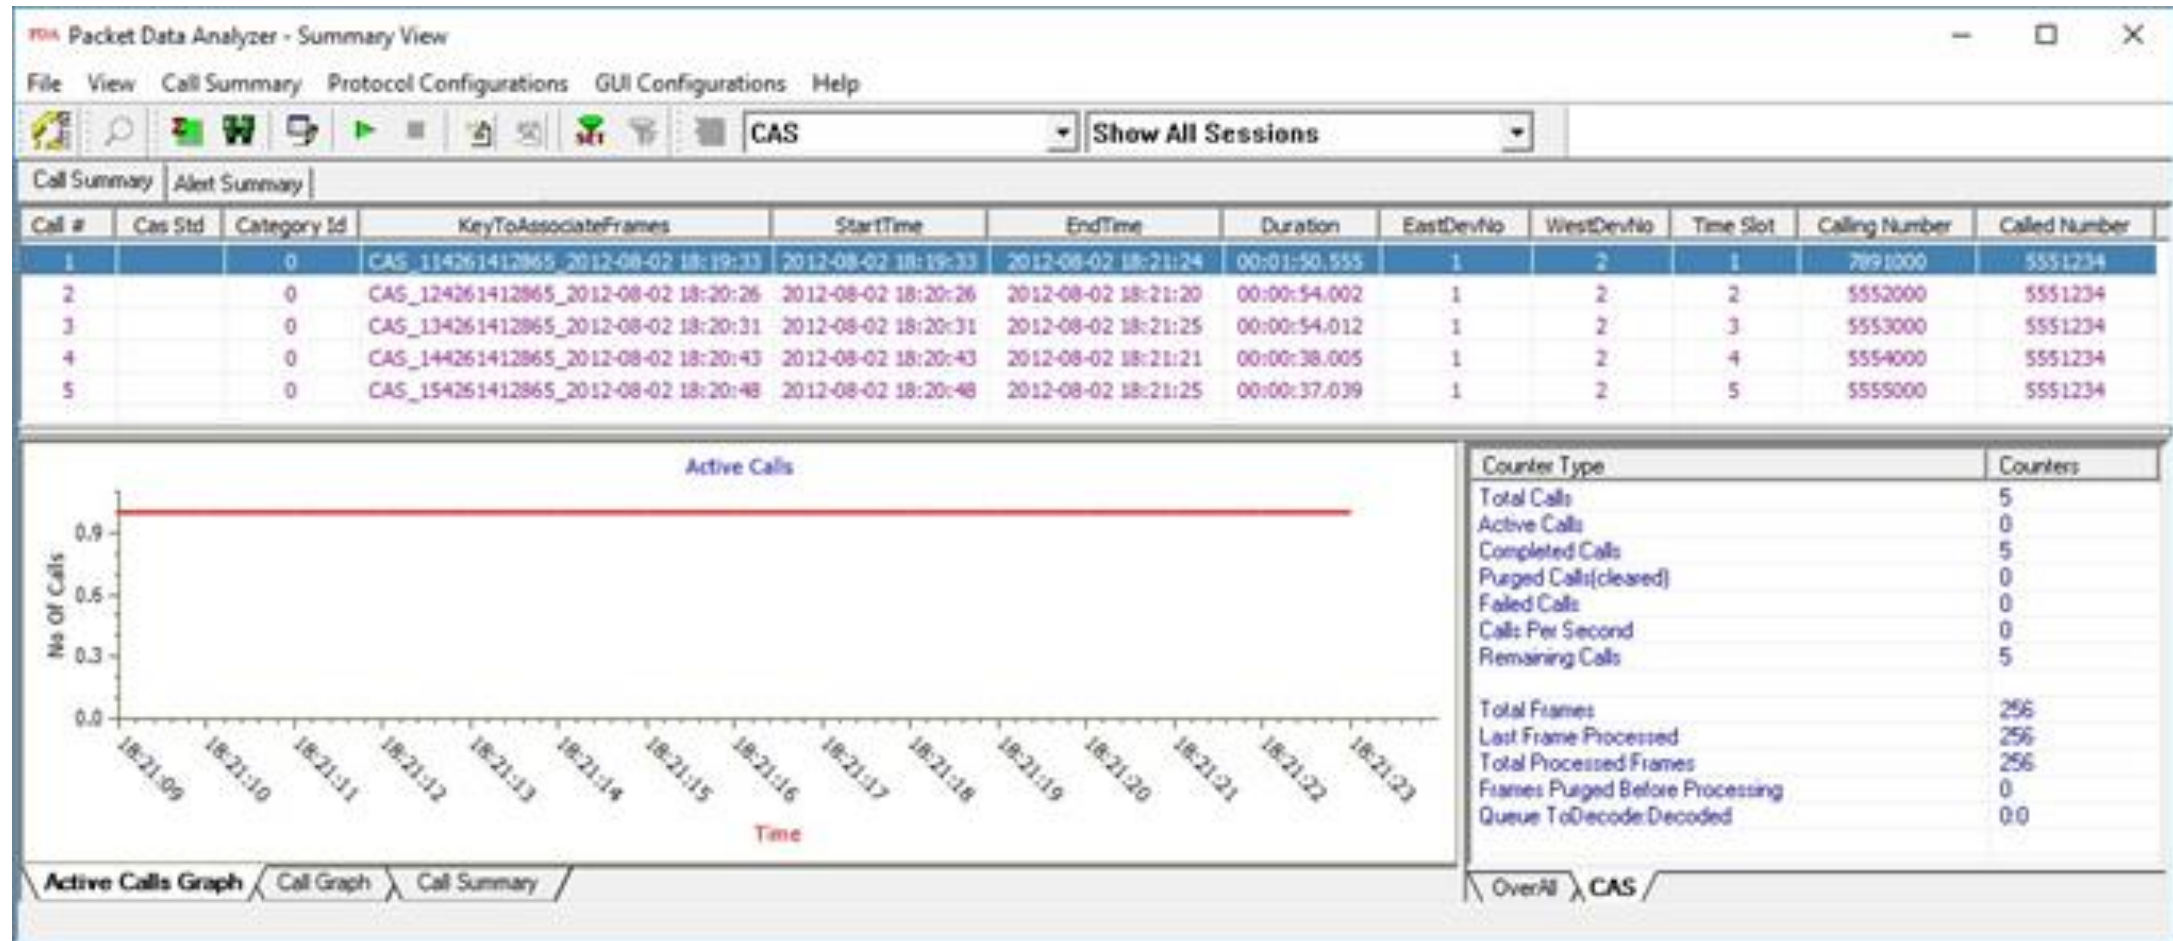 PDA Packet Data Analyzer - Summary View
File View Call Summary Protocol Configurations GUI Configurations Help
SET CAS Show All Sessions
Call Summary Alert Summary
Call # Cas Std Category Id KeyToAssociateFrames StartTime EndTime Duration EastDevNo WestDevNo Time Slot Calling Number Called Number
1 0 CAS_114261412865_2012-08-02 18:19:33 2012-08-02 18:19:33 2012-08-02 18:21:24 00:01:50.555 1 2 1 7891000 5551234
2 0 CAS_124261412865_2012-08-02 18:20:26 2012-08-02 18:20:26 2012-08-02 18:21:20 00:00:54.002 1 2 2 5552000 5551234
3 0 CAS_134261412865_2012-08-02 18:20:31 2012-08-02 18:20:31 2012-08-02 18:21:25 00:00:54.012 1 2 3 5553000 5551234
4 0 CAS_144261412865_2012-08-02 18:20:43 2012-08-02 18:20:43 2012-08-02 18:21:21 00:00:38.005 1 2 4 5554000 5551234
5 0 CAS_154261412865_2012-08-02 18:20:48 2012-08-02 18:20:48 2012-08-02 18:21:25 00:00:37.039 1 2 5 5555000 5551234
Active Calls
No Of Calls
0.9
0.6
0.3
0.0
18:21:09 18:21:10 18:21:11 18:21:12 18:21:13 18:21:14 18:21:15 18:21:16 18:21:17 18:21:18 18:21:19 18:21:20 18:21:21 18:21:22 18:21:23
Time
Active Calls Graph Call Graph Call Summary
Counter Type Counters
Total Calls 5
Active Calls 0
Completed Calls 5
Purged Calls(cleared) 0
Failed Calls 0
Calls Per Second 0
Remaining Calls 5
Total Frames 256
Last Frame Processed 256
Total Processed Frames 256
Frames Purged Before Processing 0
Queue ToDecode:Decoded 0:0
OverAll CAS